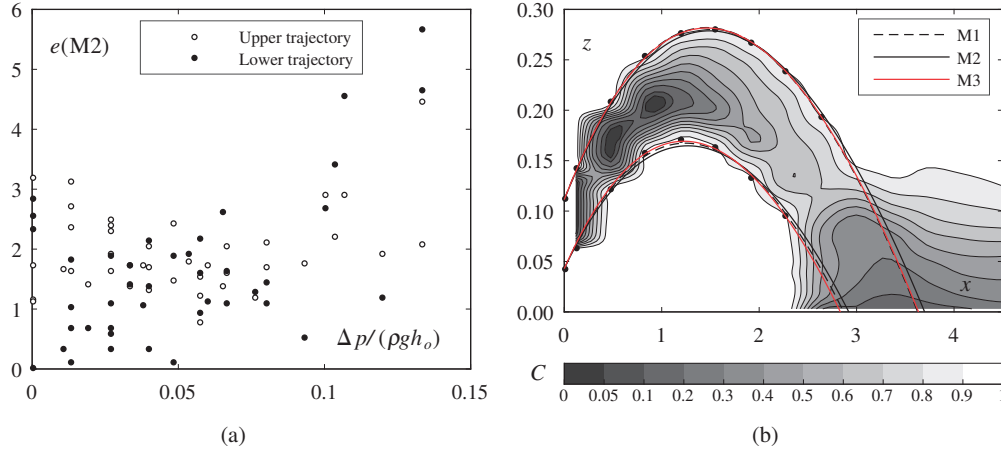 6
5
4
3
2
1
0
e(M2)
Upper trajectory
Lower trajectory
Δp/(ρgh_o)
0 0.05 0.10 0.15
(a)
0.30
0.25
0.20
0.15
0.10
0.05
0.00
z
M1
M2
M3
x
0 1 2 3 4
C
0 0.05 0.1 0.2 0.3 0.4 0.5 0.6 0.7 0.8 0.9
(b)